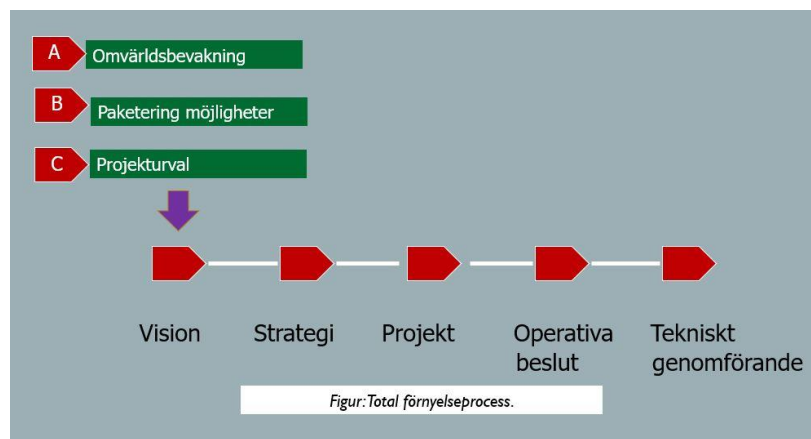 A Omvärldsbevakning
B Paketering möjligheter
C Projekturval
Vision Strategi Projekt Operativa beslut Tekniskt genomförande
Figur: Total förnyelseprocess.